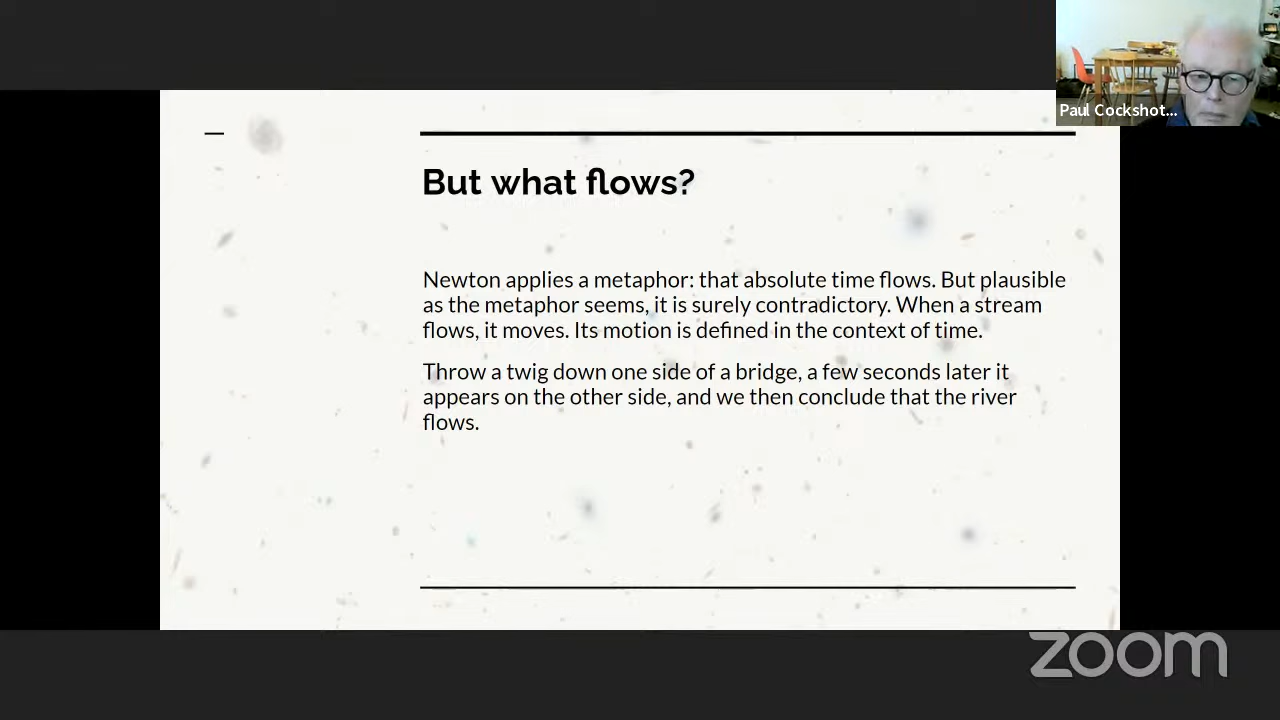 Paul Cockshot...
But what flows?
Newton applies a metaphor: that absolute time flows. But plausible
as the metaphor seems, it is surely contradictory. When a stream
flows, it moves. Its motion is defined in the context of time.
Throw a twig down one side of a bridge, a few seconds later it
appears on the other side, and we then conclude that the river
flows.
zoom